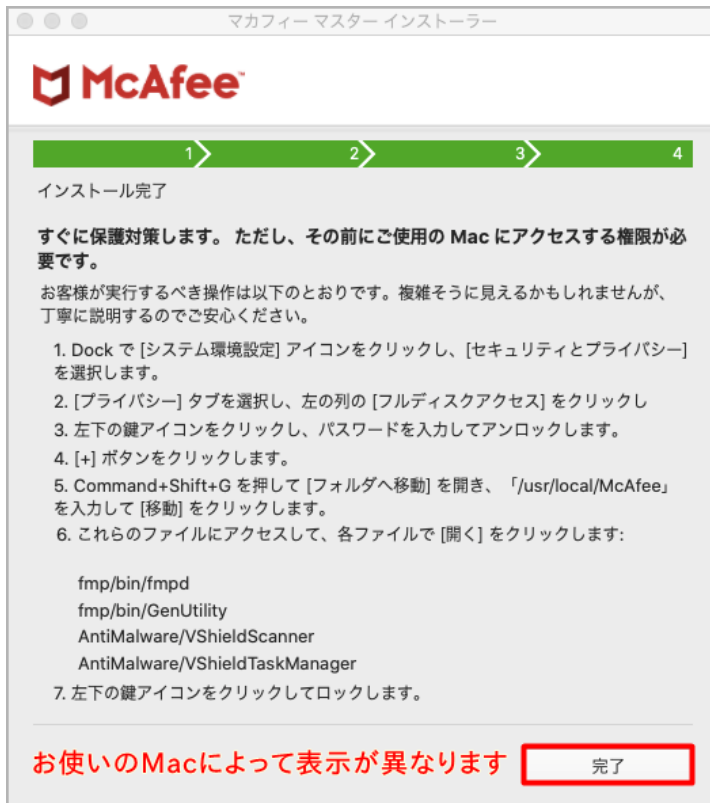 マカフィー マスター インストーラー
McAfee™
1 2 3 4
インストール完了
すぐに保護対策します。 ただし、その前にご使用の Mac にアクセスする権限が必
要です。
お客様が実行するべき操作は以下のとおりです。複雑そうに見えるかもしれませんが、
丁寧に説明するのでご安心ください。
1. Dock で [システム環境設定] アイコンをクリックし、[セキュリティとプライバシー]
を選択します。
2. [プライバシー] タブを選択し、左の列の [フルディスクアクセス] をクリックし
3. 左下の鍵アイコンをクリックし、パスワードを入力してアンロックします。
4. [+] ボタンをクリックします。
5. Command+Shift+G を押して [フォルダへ移動] を開き、「/usr/local/McAfee」
を入力して [移動] をクリックします。
6. これらのファイルにアクセスして、各ファイルで [開く] をクリックします:
fmp/bin/fmpd
fmp/bin/GenUtility
AntiMalware/VShieldScanner
AntiMalware/VShieldTaskManager
7. 左下の鍵アイコンをクリックしてロックします。
お使いのMacによって表示が異なります
完了